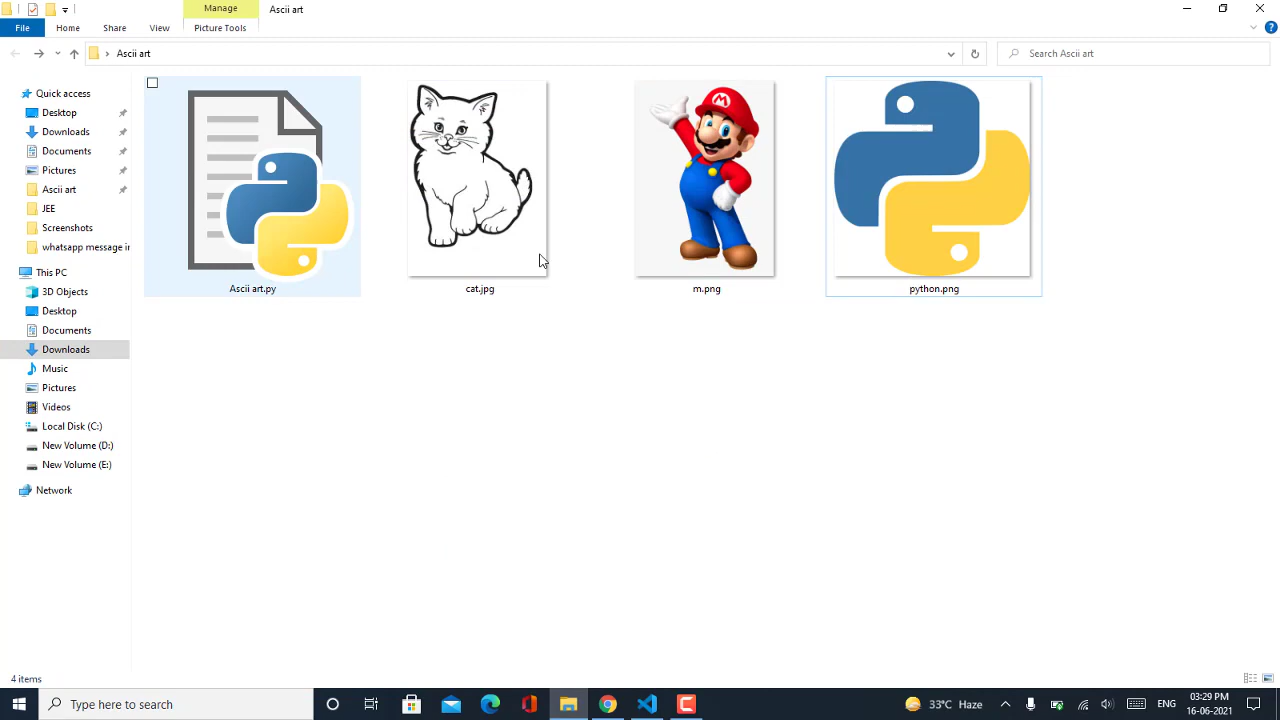 Manage
Ascii art
File
Home
Share
View
Picture Tools
Ascii art
Search Ascii art
Quick access
Desktop
Downloads
Documents
Pictures
Ascii art
JEE
Screenshots
whatsapp message in
This PC
3D Objects
Desktop
Documents
Downloads
Music
Pictures
Videos
Local Disk (C:)
New Volume (D:)
New Volume (E:)
Network
M
Ascii art.py
cat.jpg
m.png
python.png
4 items
Type here to search
33°C Haze
ENG
03:29 PM
16-06-2021